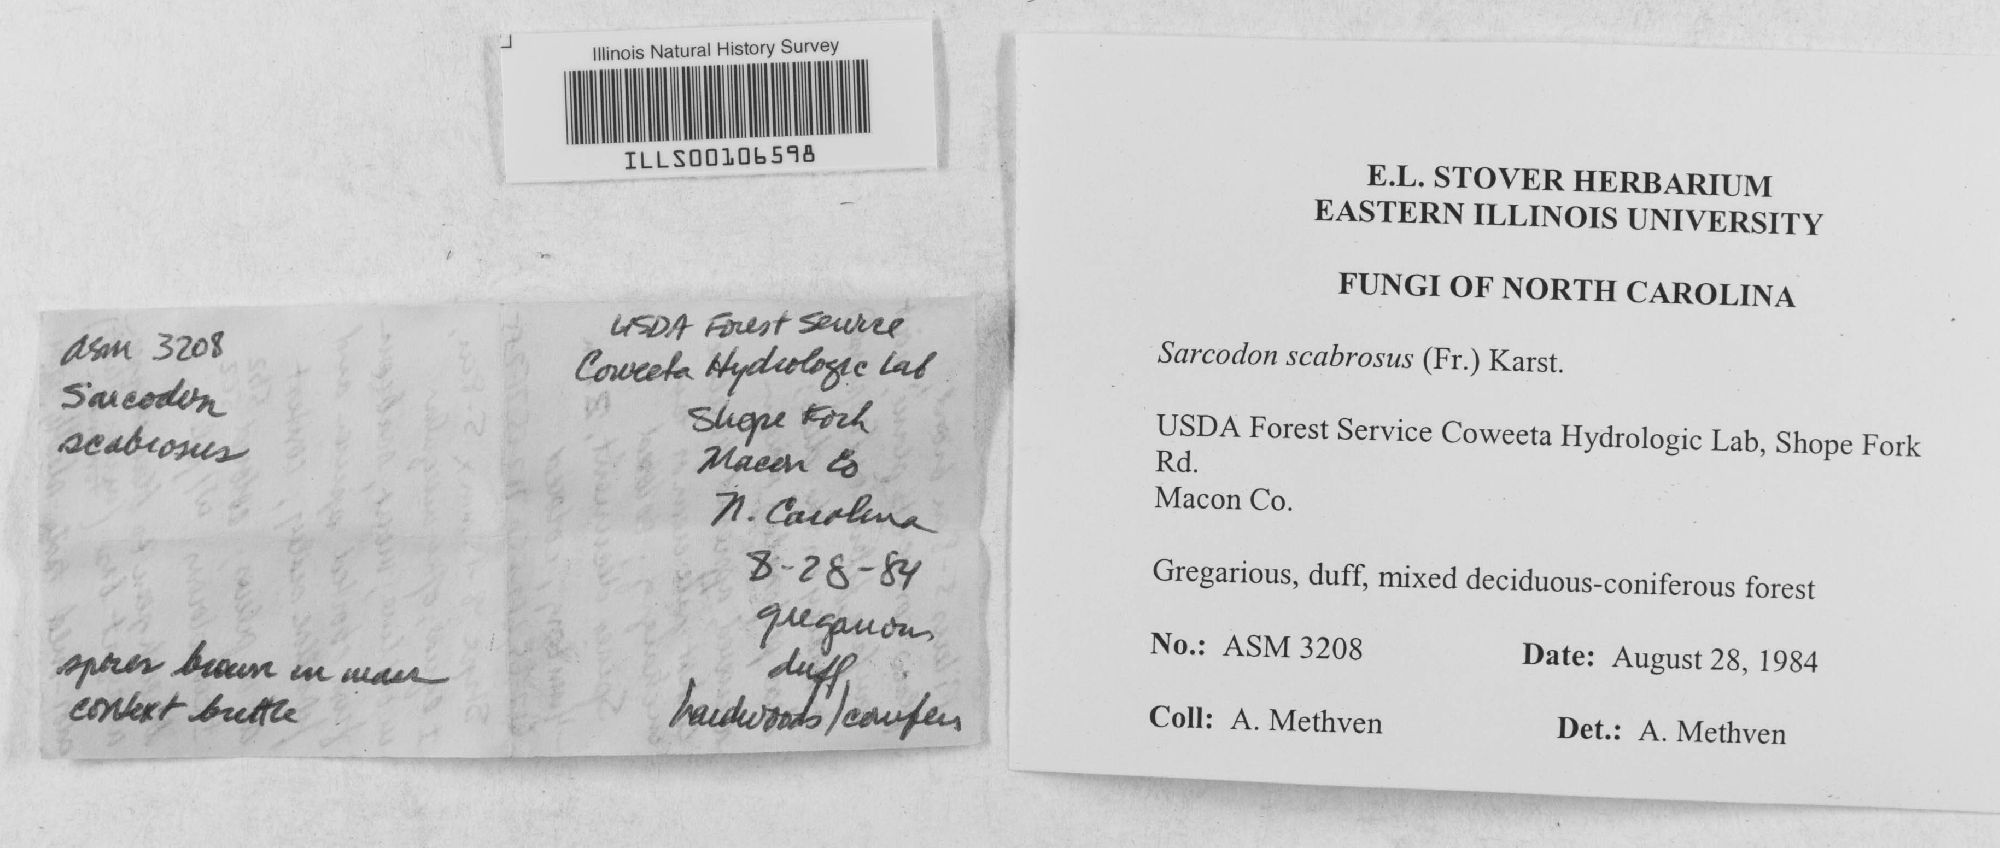 Illinois Natural History Survey
ILLS00106598
ASM 3208
Sarcodon
scabrosus
spores brown in mass
context brittle
USDA Forest Service
Coweeta Hydrologic Lab
Shope Fork
Macon Co
N. Carolina
8-28-84
gregarious
duff
hardwoods/conifers
E.L. STOVER HERBARIUM
EASTERN ILLINOIS UNIVERSITY
FUNGI OF NORTH CAROLINA
Sarcodon scabrosus (Fr.) Karst.
USDA Forest Service Coweeta Hydrologic Lab, Shope Fork
Rd.
Macon Co.
Gregarious, duff, mixed deciduous-coniferous forest
No.: ASM 3208 Date: August 28, 1984
Coll: A. Methven Det.: A. Methven